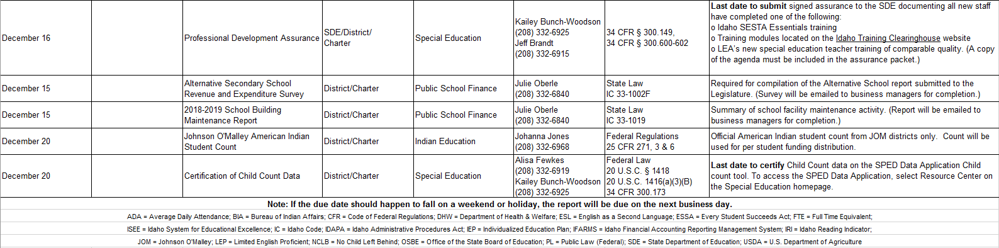 December 16
Professional Development Assurance
SDE/District/
Charter
Special Education
Kailey Bunch-Woodson
(208) 332-6925
Jeff Brandt
(208) 332-6915
34 CFR § 300.149,
34 CFR § 300.600-602
Last date to submit signed assurance to the SDE documenting all new staff
have completed one of the following:
o Idaho SESTA Essentials training
o Training modules located on the Idaho Training Clearinghouse website
o LEA's new special education teacher training of comparable quality. (A copy
of the agenda must be included in the assurance packet.)
December 15
Alternative Secondary School
Revenue and Expenditure Survey
District/Charter
Public School Finance
Julie Oberle
(208) 332-6840
State Law
IC 33-1002F
Required for compilation of the Alternative School report submitted to the
Legislature. (Survey will be emailed to business managers for completion.)
December 15
2018-2019 School Building
Maintenance Report
District/Charter
Public School Finance
Julie Oberle
(208) 332-6840
State Law
IC 33-1019
Summary of school facility maintenance activity. (Report will be emailed to
business managers for completion.)
December 20
Johnson O'Malley American Indian
Student Count
District/Charter
Indian Education
Johanna Jones
(208) 332-6968
Federal Regulations
25 CFR 271, 3 & 6
Official American Indian student count from JOM districts only.  Count will be
used for per student funding distribution.
December 20
Certification of Child Count Data
District/Charter
Special Education
Alisa Fewkes
(208) 332-6919
Kailey Bunch-Woodson
(208) 332-6925
Federal Law
20 U.S.C. § 1418
20 U.S.C. 1416(a)(3)(B)
34 CFR 300.173
Last date to certify Child Count data on the SPED Data Application Child
count tool. To access the SPED Data Application, select Resource Center on
the Special Education homepage.
Note: If the due date should happen to fall on a weekend or holiday, the report will be due on the next business day.
ADA = Average Daily Attendance; BIA = Bureau of Indian Affairs; CFR = Code of Federal Regulations; DHW = Department of Health & Welfare; ESL = English as a Second Language; ESSA = Every Student Succeeds Act; FTE = Full Time Equivalent;
ISEE = Idaho System for Educational Excellence; IC = Idaho Code; IDAPA = Idaho Administrative Procedures Act; IEP = Individualized Education Plan; IFARMS = Idaho Financial Accounting Reporting Management System; IRI = Idaho Reading Indicator;
JOM = Johnson O'Malley; LEP = Limited English Proficient; NCLB = No Child Left Behind; OSBE = Office of the State Board of Education; PL = Public Law (Federal); SDE = State Department of Education; USDA = U.S. Department of Agriculture